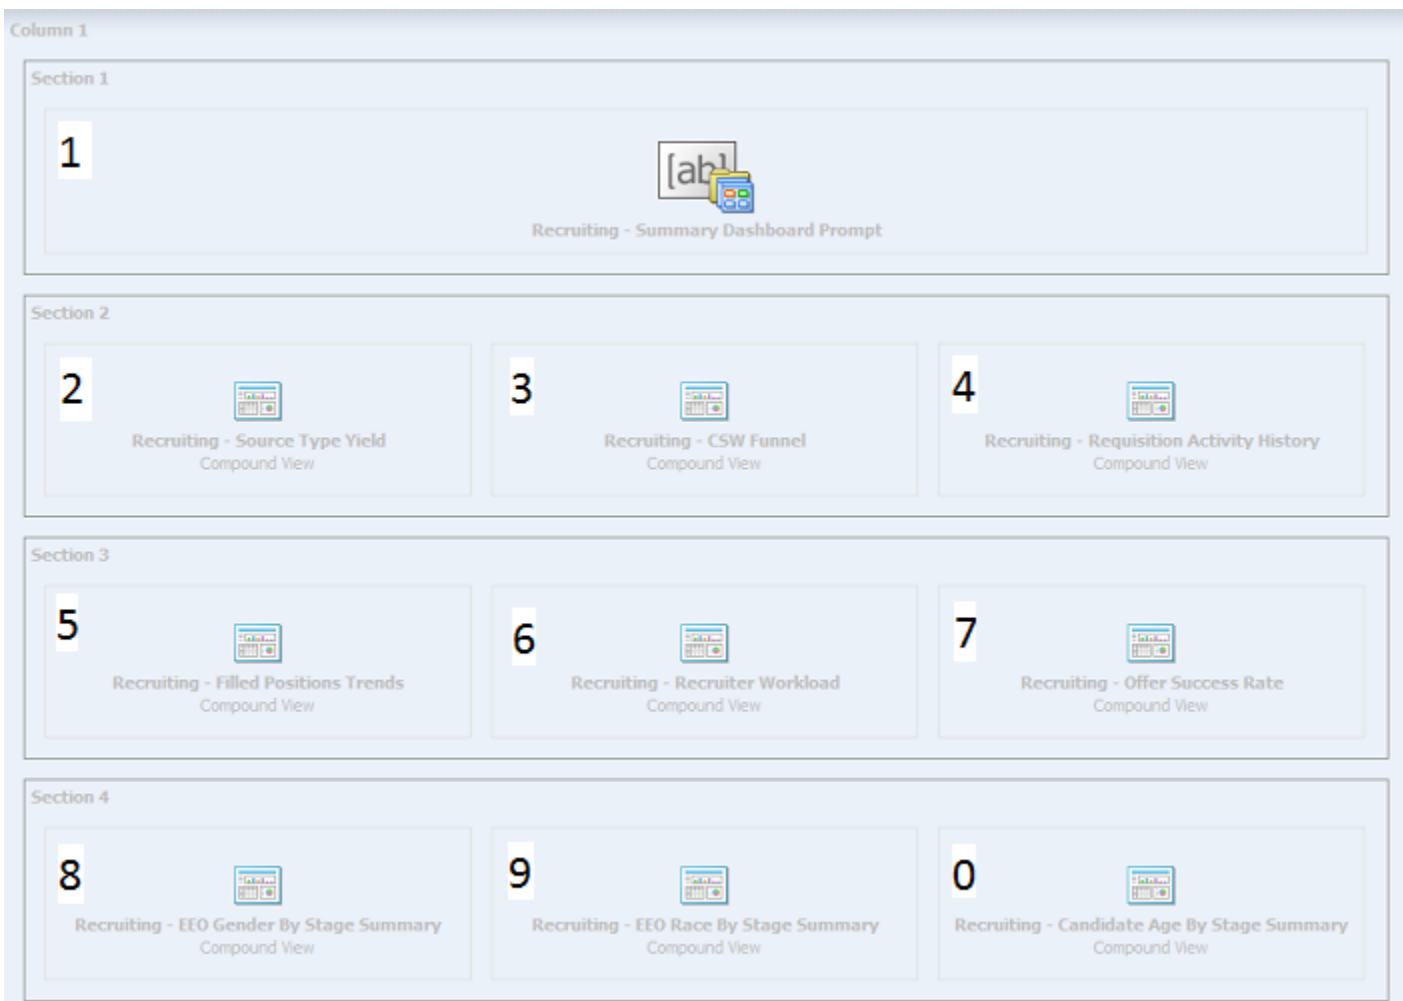 Column 1
Section 1
1
[ab]
Recruiting - Summary Dashboard Prompt
Section 2
2
Recruiting - Source Type Yield
Compound View
3
Recruiting - CSW Funnel
Compound View
4
Recruiting - Requisition Activity History
Compound View
Section 3
5
Recruiting - Filled Positions Trends
Compound View
6
Recruiting - Recruiter Workload
Compound View
7
Recruiting - Offer Success Rate
Compound View
Section 4
8
Recruiting - EEO Gender By Stage Summary
Compound View
9
Recruiting - EEO Race By Stage Summary
Compound View
0
Recruiting - Candidate Age By Stage Summary
Compound View